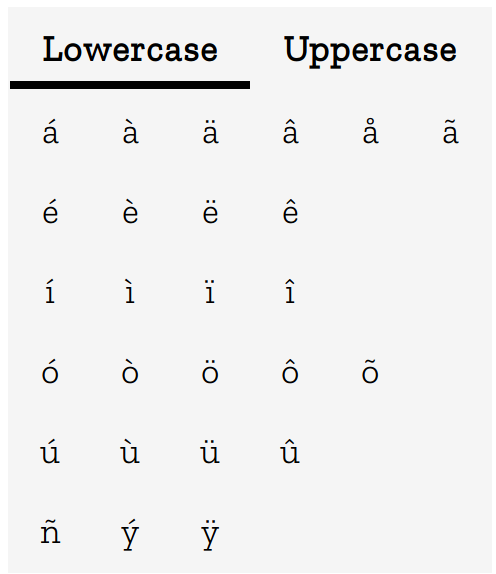 Lowercase Uppercase
á à ä â å ã
é è ë ê
í ì ï î
ó ò ö ô õ
ú ù ü û
ñ ý ÿ